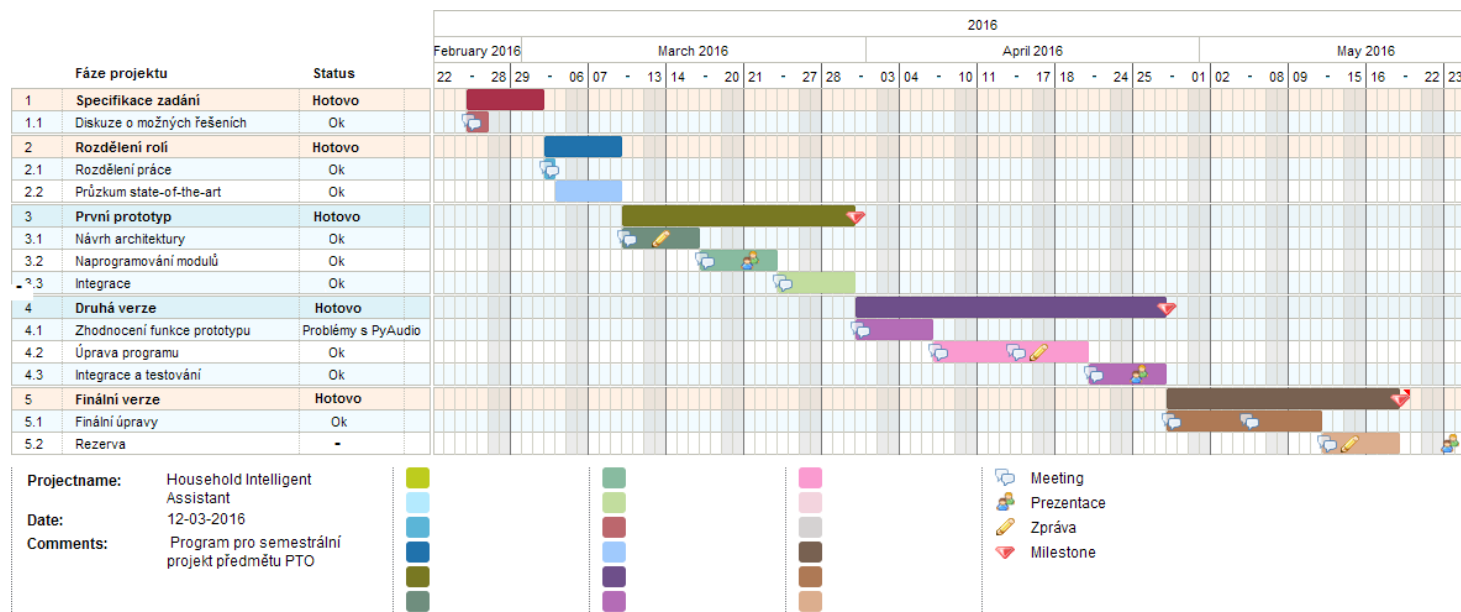 2016
February 2016 March 2016 April 2016 May 2016
Fáze projektu Status 22 - 28 29 - 06 07 - 13 14 - 20 21 - 27 28 - 03 04 - 10 11 - 17 18 - 24 25 - 01 02 - 08 09 - 15 16 - 22 23
1 Specifikace zadání Hotovo
1.1 Diskuze o možných řešeních Ok
2 Rozdělení rolí Hotovo
2.1 Rozdělení práce Ok
2.2 Průzkum state-of-the-art Ok
3 První prototyp Hotovo
3.1 Návrh architektury Ok
3.2 Naprogramování modulů Ok
- 3.3 Integrace Ok
4 Druhá verze Hotovo
4.1 Zhodnocení funkce prototypu Problémy s PyAudio
4.2 Úprava programu Ok
4.3 Integrace a testování Ok
5 Finální verze Hotovo
5.1 Finální úpravy Ok
5.2 Rezerva -
Projectname: Household Intelligent
Assistant
Date: 12-03-2016
Comments: Program pro semestrální
projekt předmětu PTO
Meeting
Prezentace
Zpráva
Milestone